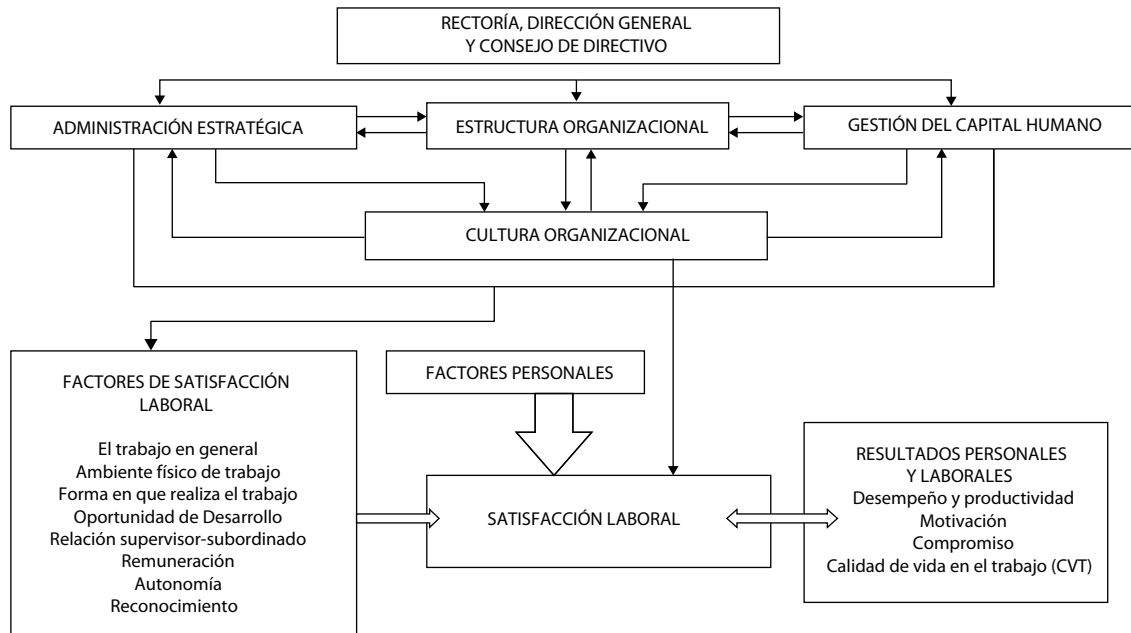 RECTORÍA, DIRECCIÓN GENERAL
Y CONSEJO DE DIRECTIVO
ADMINISTRACIÓN ESTRATÉGICA
ESTRUCTURA ORGANIZACIONAL
GESTIÓN DEL CAPITAL HUMANO
CULTURA ORGANIZACIONAL
FACTORES DE SATISFACCIÓN
LABORAL
El trabajo en general
Ambiente físico de trabajo
Forma en que realiza el trabajo
Oportunidad de Desarrollo
Relación supervisor-subordinado
Remuneración
Autonomía
Reconocimiento
FACTORES PERSONALES
SATISFACCIÓN LABORAL
RESULTADOS PERSONALES
Y LABORALES
Desempeño y productividad
Motivación
Compromiso
Calidad de vida en el trabajo (CVT)